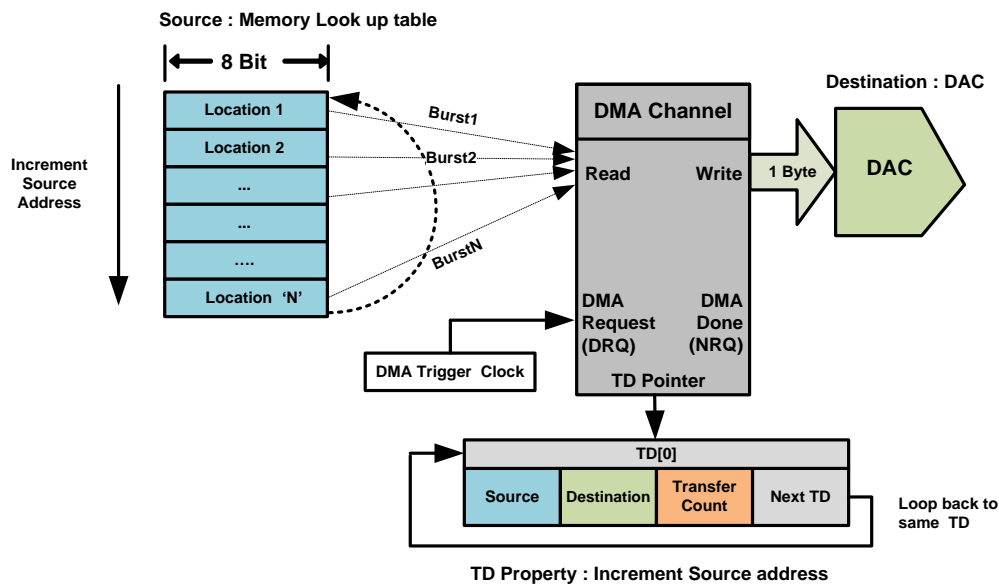 Source : Memory Look up table
8 Bit
Increment
Source
Address
Location 1
Location 2
...
...
....
Location ‘N’
Burst1
Burst2
BurstN
DMA Channel
Read
Write
DMA
Request
(DRQ)
DMA
Done
(NRQ)
TD Pointer
DMA Trigger Clock
1 Byte
Destination : DAC
DAC
TD[0]
Source
Destination
Transfer
Count
Next TD
Loop back to
same TD
TD Property : Increment Source address